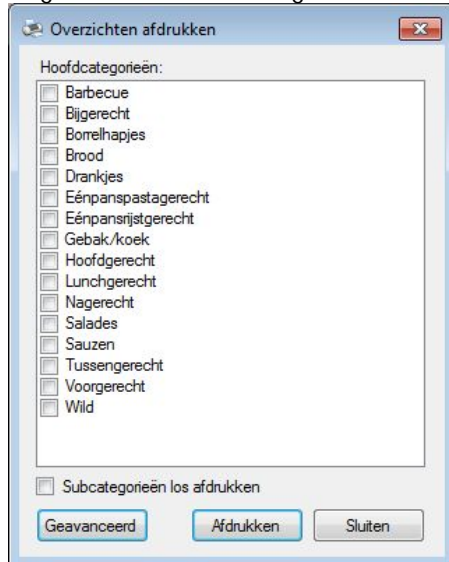 Overzichten afdrukken
Hoofdcategorieën:
Barbecue
Bijgerecht
Borrelhapjes
Brood
Drankjes
Eénpanspastagerecht
Eénpansrijstgerecht
Gebak/koek
Hoofdgerecht
Lunchgerecht
Nagerecht
Salades
Sauzen
Tussengerecht
Voorgerecht
Wild
Subcategorieën los afdrukken
Geavanceerd Afdrukken Sluiten